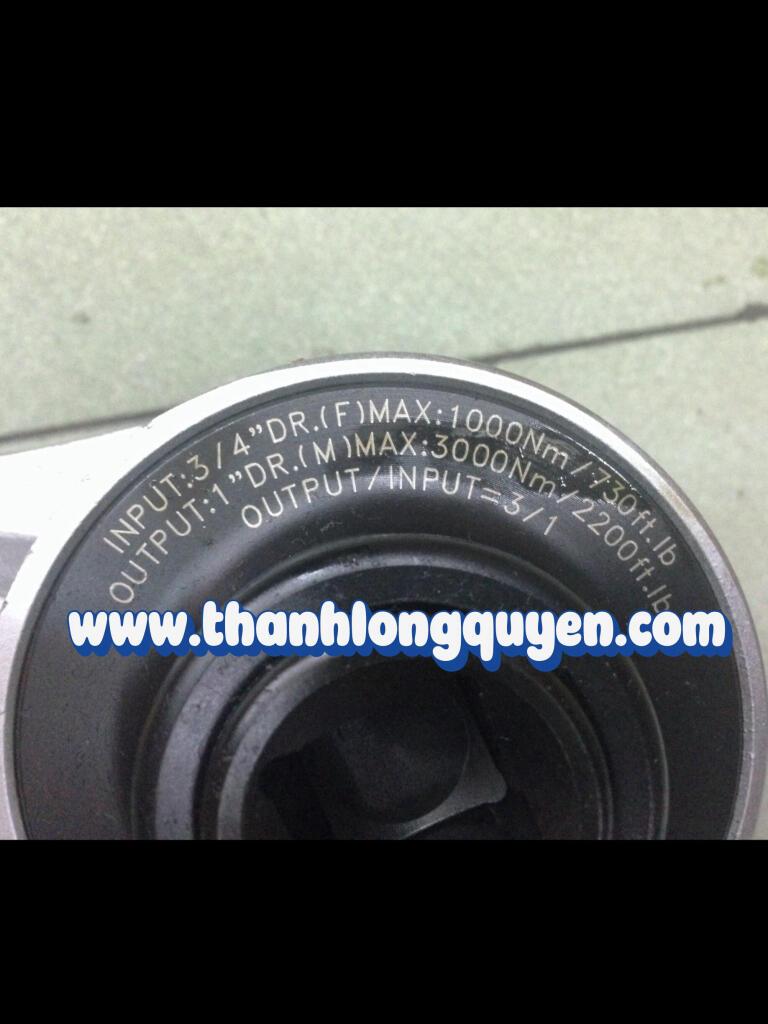 INPUT:3/4"DR.(F)MAX:1000Nm/730ft.lb
OUTPUT:1"DR.(M)MAX:3000Nm/2200ft.lb
OUTPUT/INPUT=3/1
www.thanhlongquyen.com